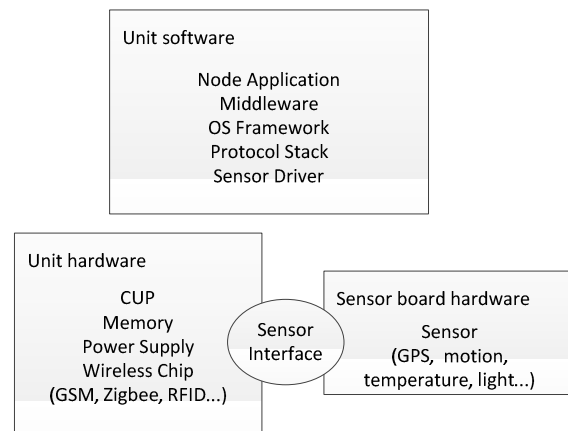 Unit software
Node Application
Middleware
OS Framework
Protocol Stack
Sensor Driver
Unit hardware
CUP
Memory
Power Supply
Wireless Chip
(GSM, Zigbee, RFID...)
Sensor
Interface
Sensor board hardware
Sensor
(GPS, motion,
temperature, light...)